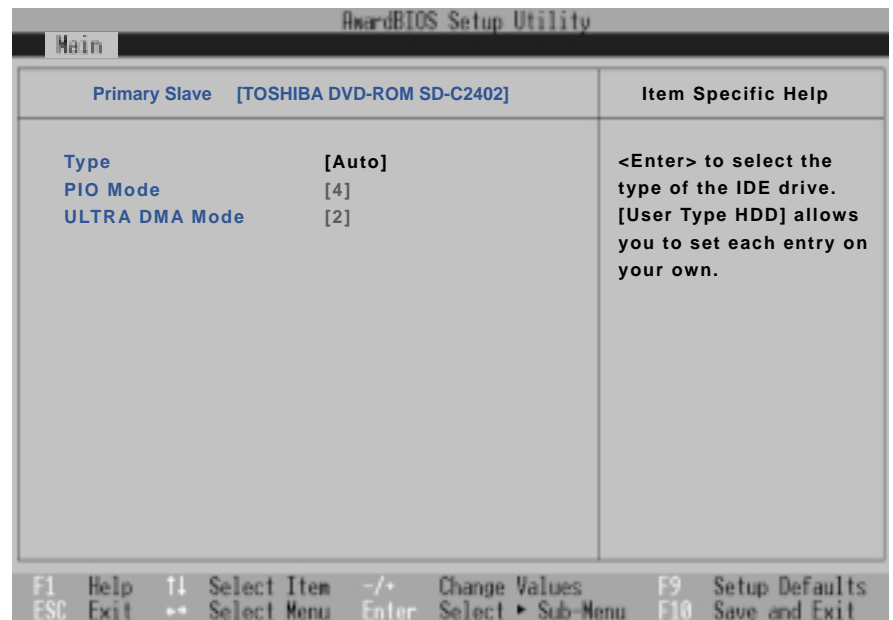 AwardBIOS Setup Utility
Main
Primary Slave [TOSHIBA DVD-ROM SD-C2402]
Item Specific Help
Type [Auto]
PIO Mode [4]
ULTRA DMA Mode [2]
<Enter> to select the
type of the IDE drive.
[User Type HDD] allows
you to set each entry on
your own.
F1 Help ↑↓ Select Item -/+ Change Values F9 Setup Defaults
ESC Exit ←→ Select Menu Enter Select ▶ Sub-Menu F10 Save and Exit